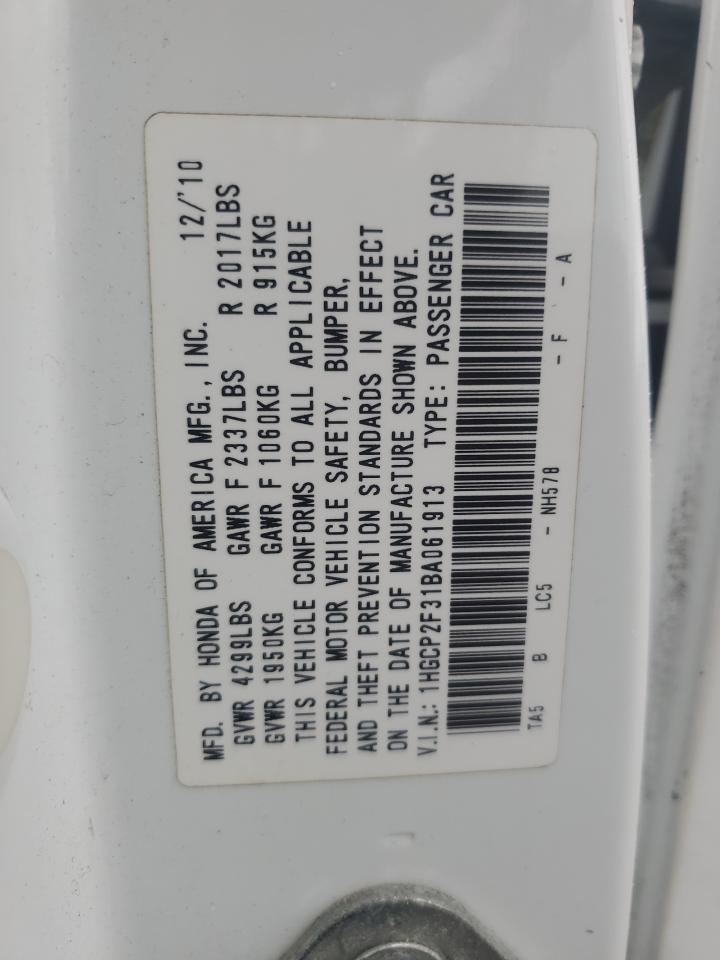 MFD. BY HONDA OF AMERICA MFG., INC. 12/'10
GVWR 4299LBS GAWR F 2337LBS R 2017LBS
GVWR 1950KG GAWR F 1060KG R 915KG
THIS VEHICLE CONFORMS TO ALL APPLICABLE
FEDERAL MOTOR VEHICLE SAFETY, BUMPER,
AND THEFT PREVENTION STANDARDS IN EFFECT
ON THE DATE OF MANUFACTURE SHOWN ABOVE.
V.I.N.: 1HGCP2F31BA061913 TYPE: PASSENGER CAR
TA5 B LC5 - NH578 - F - A